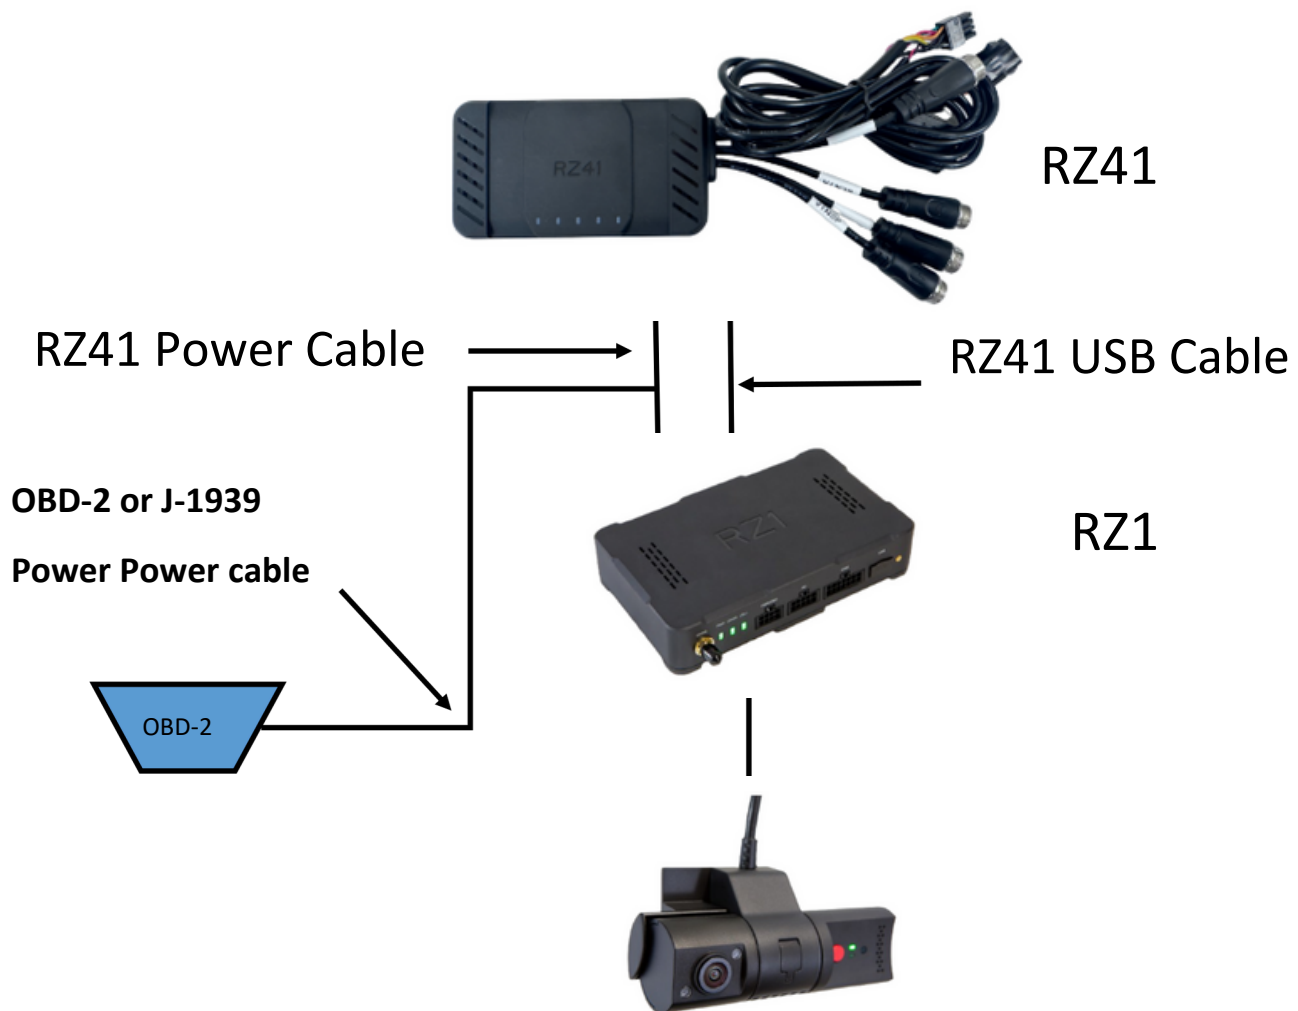 RZ41
RZ41
RZ41 Power Cable
RZ41 USB Cable
OBD-2 or J-1939
Power Power cable
RZ1
RZ1
OBD-2